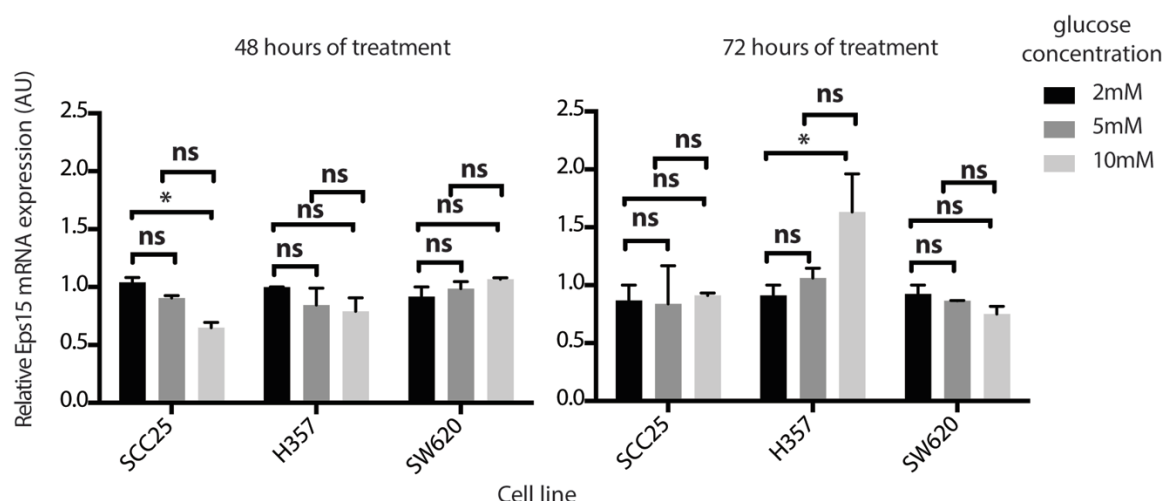 48 hours of treatment
72 hours of treatment
glucose
concentration
2mM
5mM
10mM
Relative Eps15 mRNA expression (AU)
2.5
2.0
1.5
1.0
0.5
0.0
ns
*
ns
ns
ns
ns
ns
ns
ns
SCC25
H357
SW620
2.5
2.0
1.5
1.0
0.5
0.0
ns
ns
ns
ns
*
ns
ns
ns
ns
SCC25
H357
SW620
Cell line